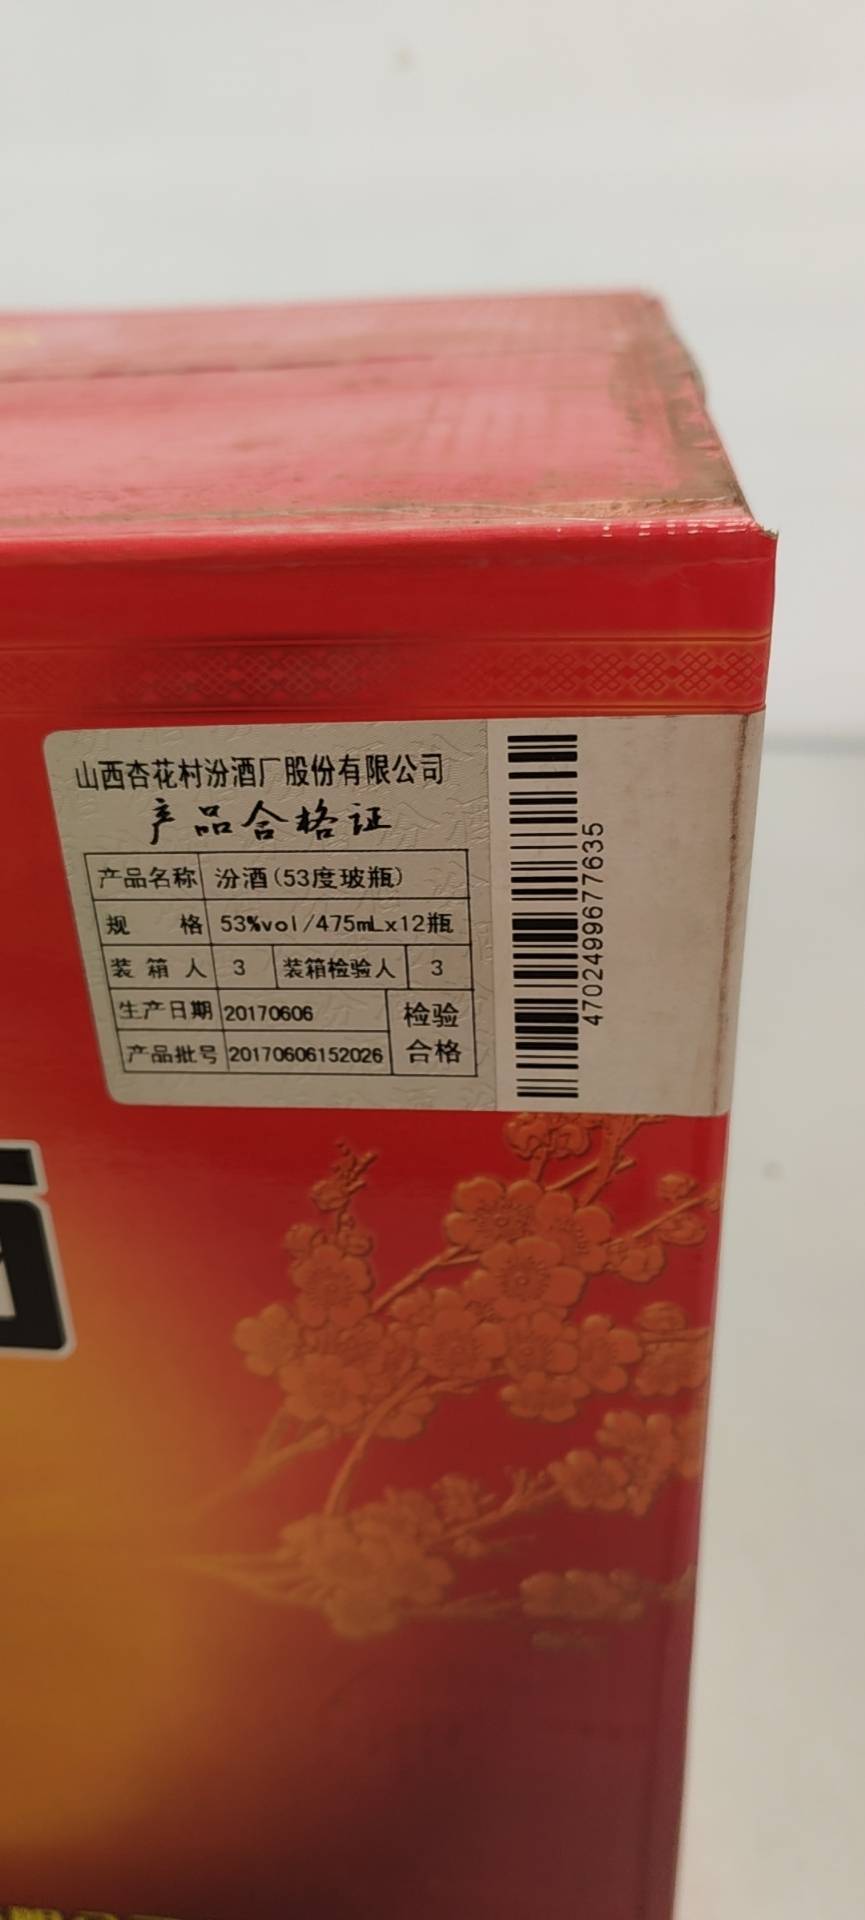 山西杏花村汾酒厂股份有限公司
产品合格证
产品名称 汾酒(53度玻瓶)
规 格 53%vol/475mLx12瓶
装箱人 3 装箱检验人 3
生产日期 20170606 检验
产品批号 20170606152026 合格
4702499677635